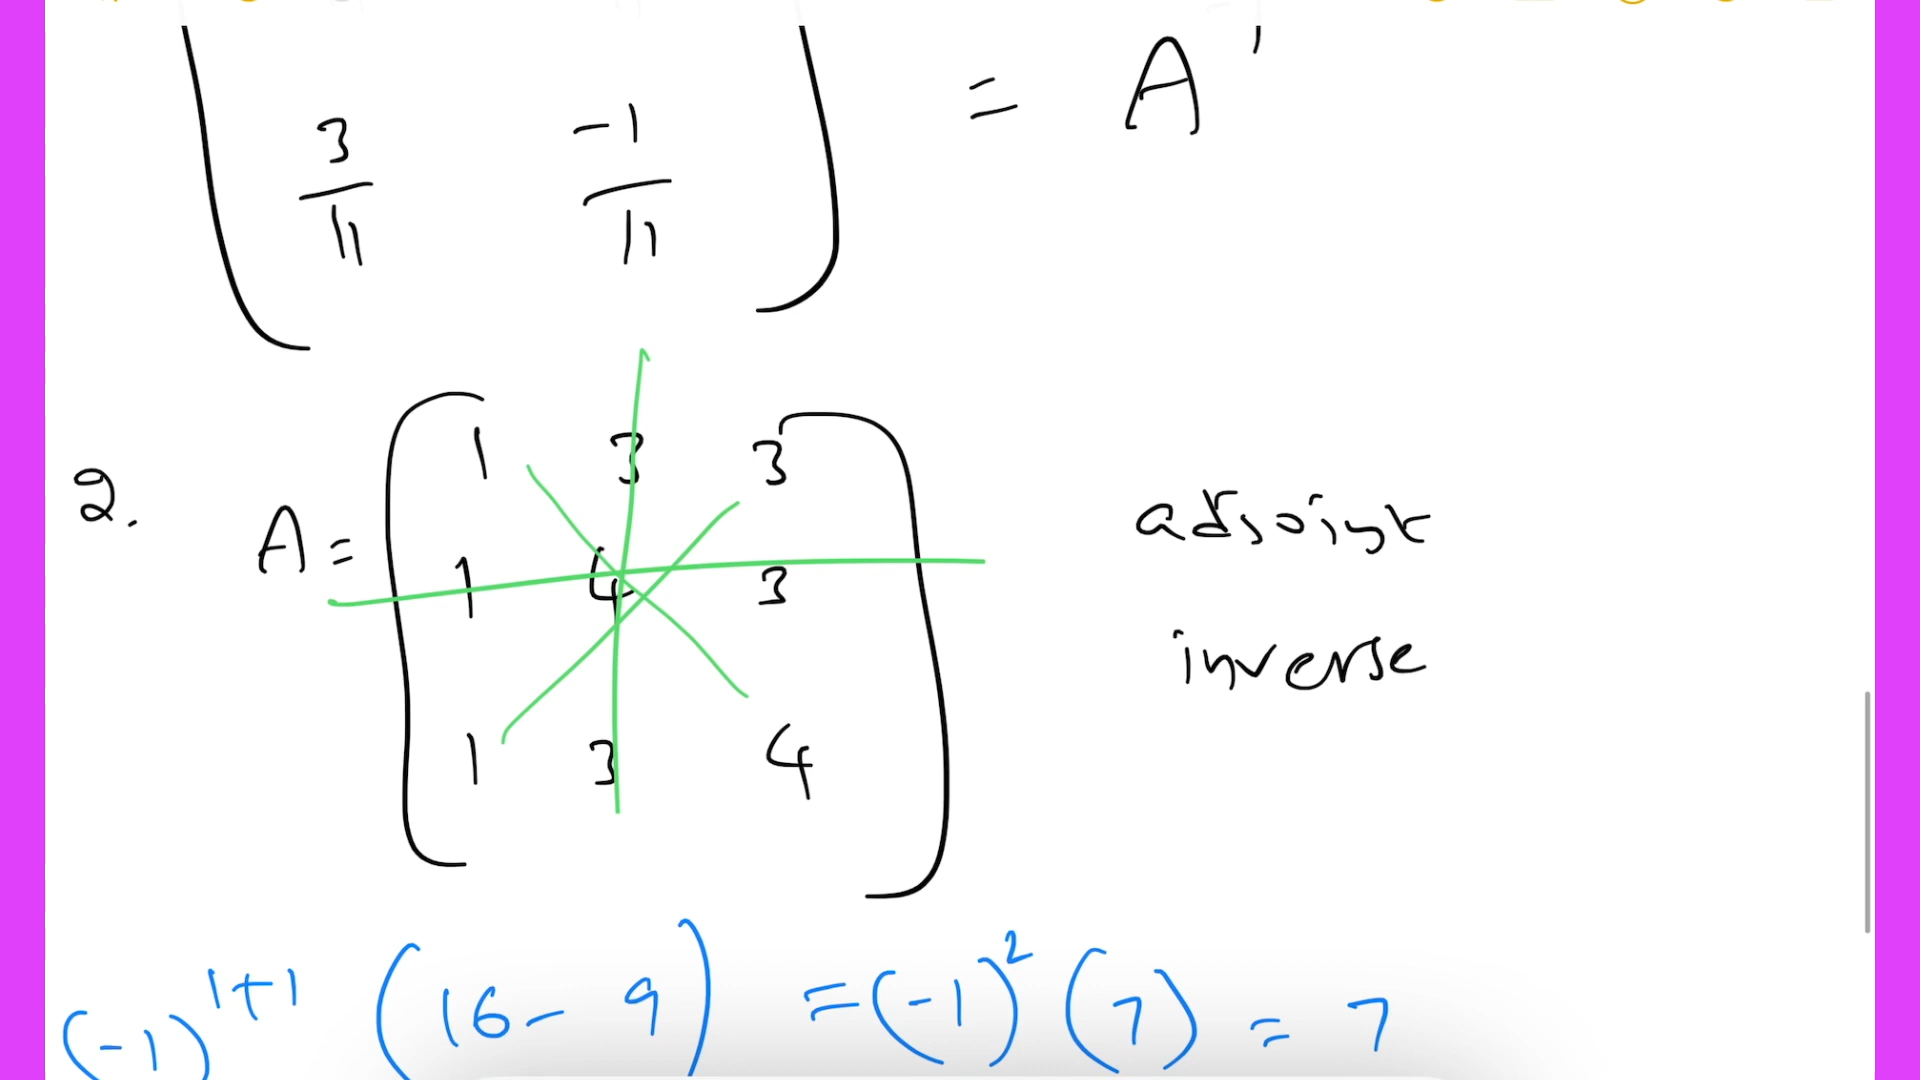 3/11 -1/11 = A'
2. A = ( 1 3 3
1 4 3
1 3 4 )
adjoint
inverse
(-1)^1+1 (16 - 9) = (-1)^2 (7) = 7